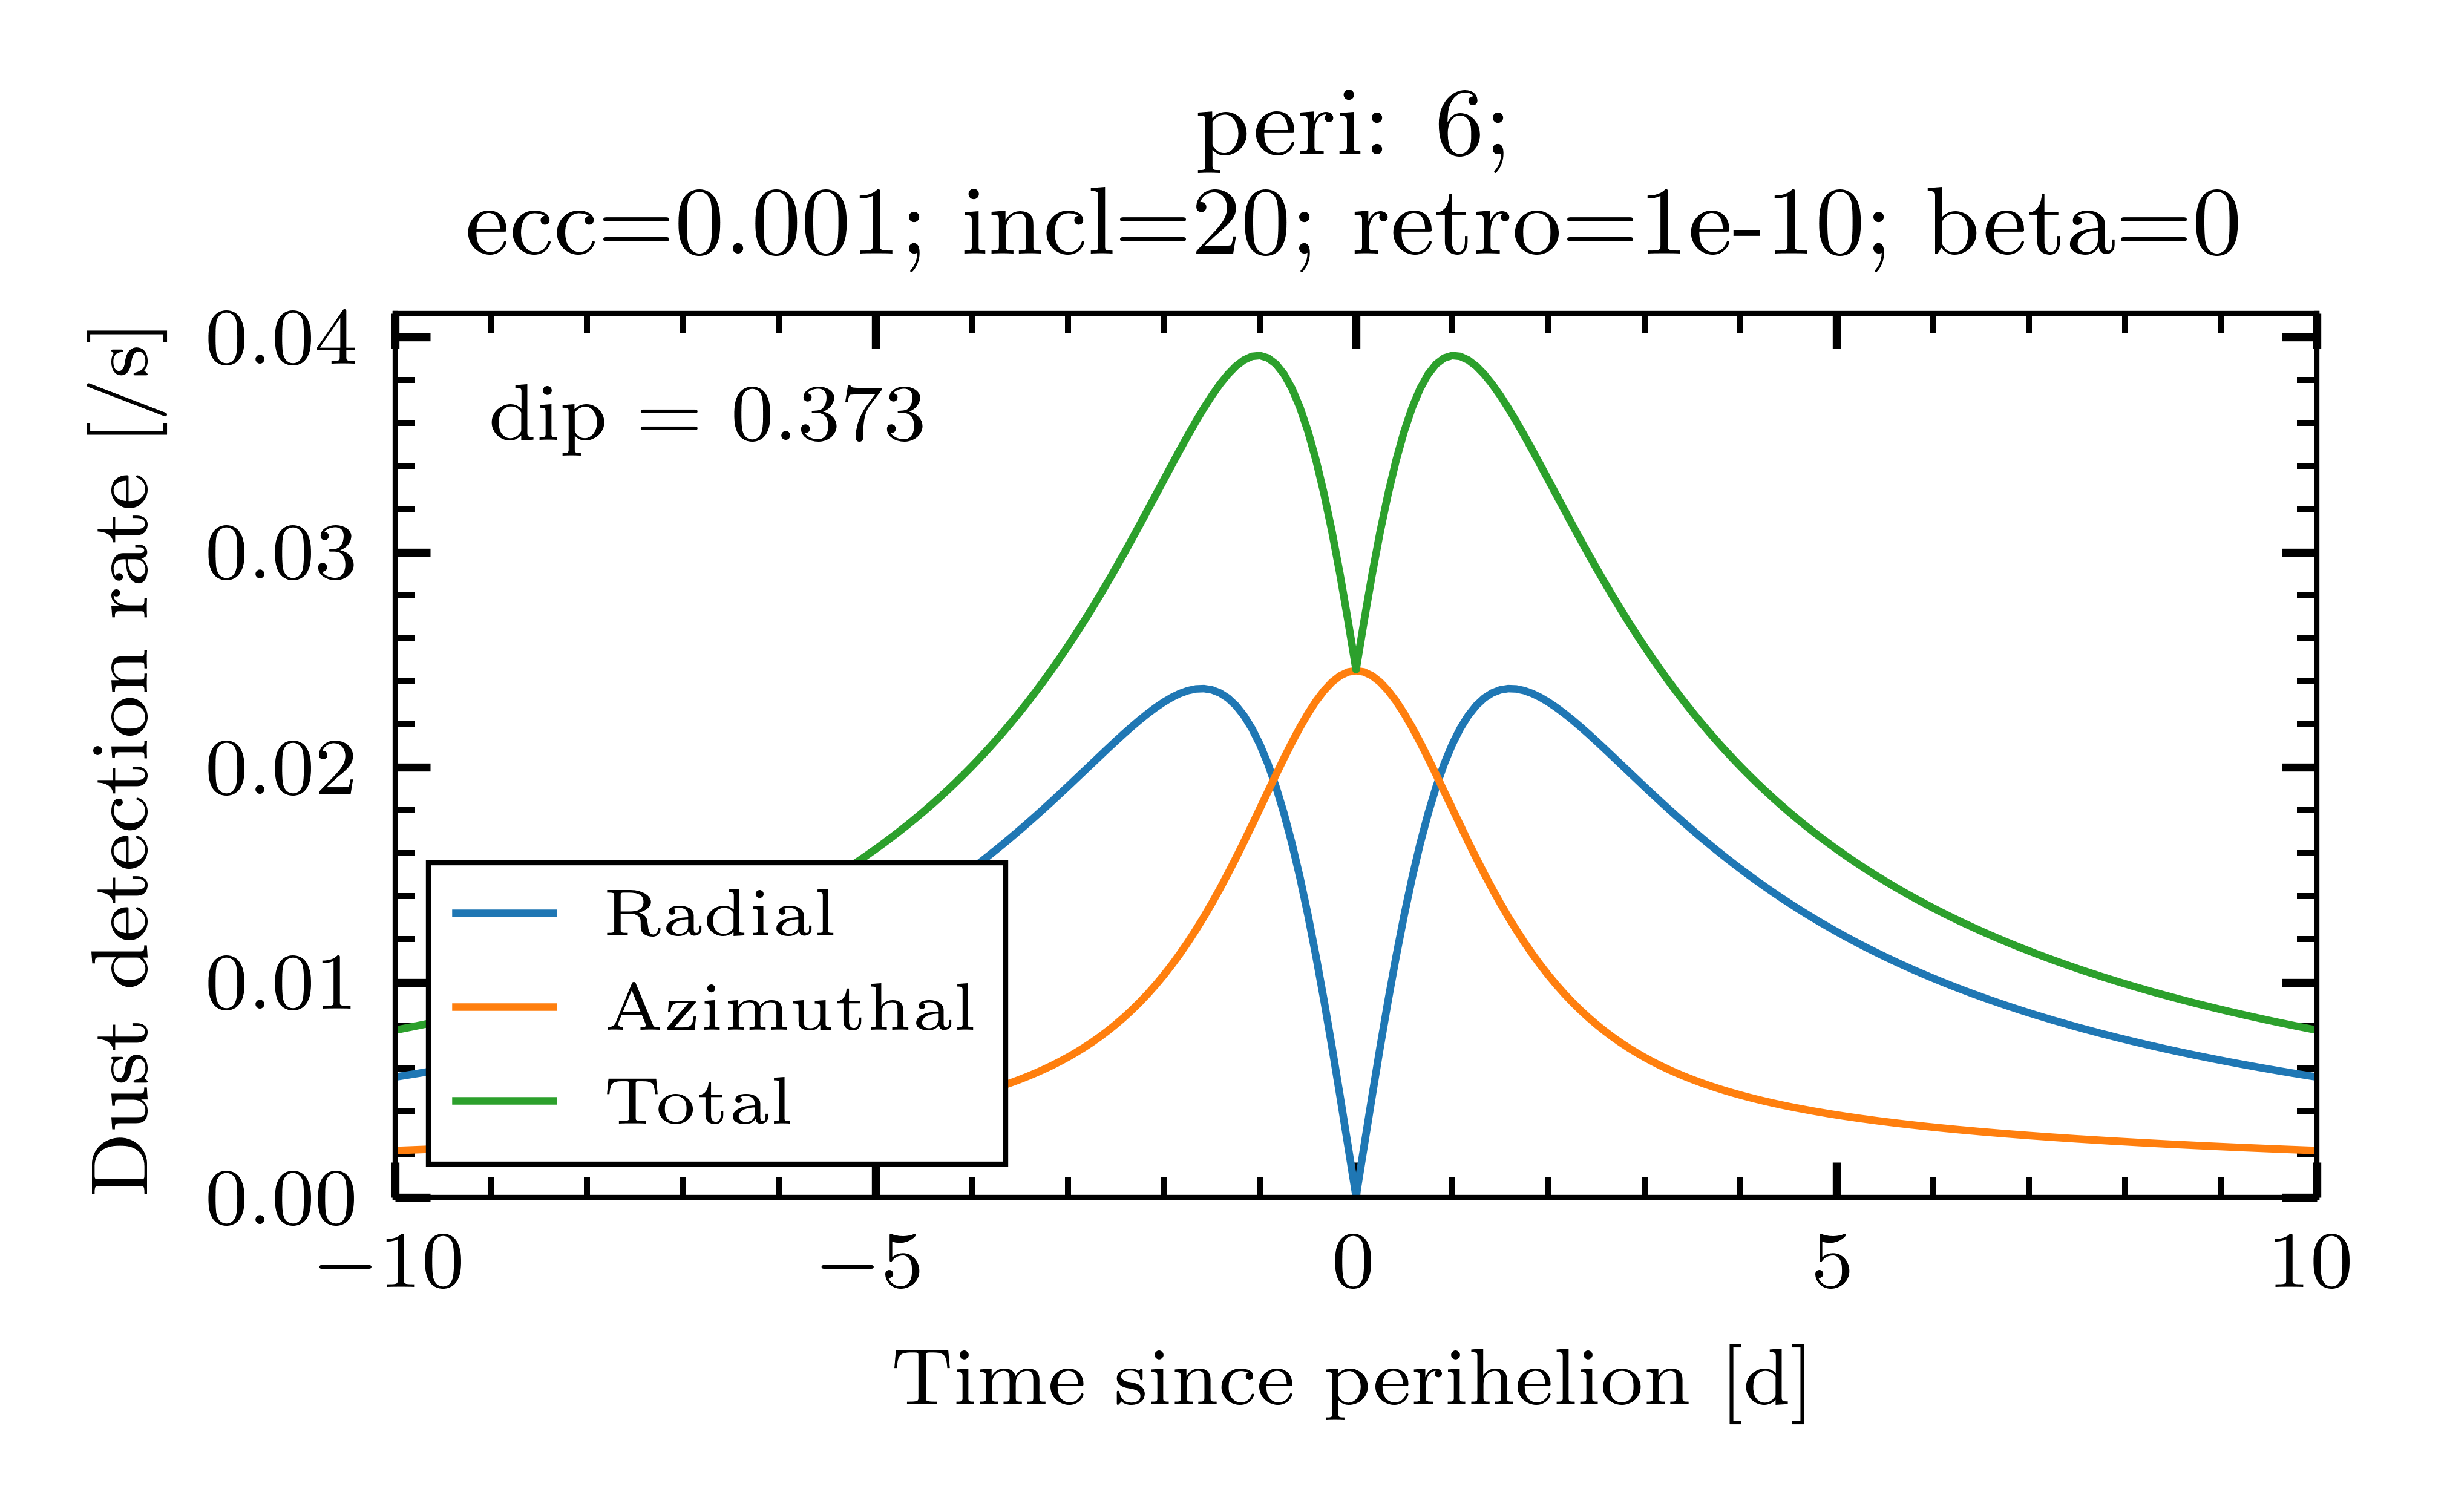 peri: 6;
ecc=0.001; incl=20; retro=1e-10; beta=0
Dust detection rate [/s]
0.04
0.03
0.02
0.01
0.00
dip = 0.373
Radial
Azimuthal
Total
−10
−5
0
5
10
Time since perihelion [d]